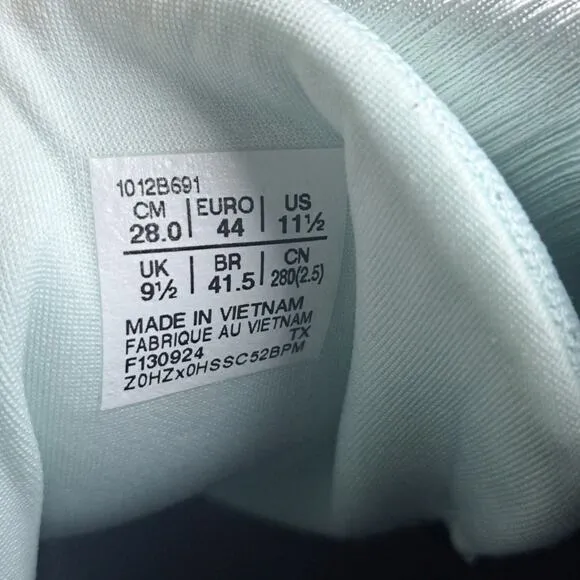 1012B691
CM EURO US
28.0 44 11½
UK BR CN
9½ 41.5 280(2.5)
MADE IN VIETNAM
FABRIQUE AU VIETNAM
F130924 TX
Z0HZx0HSSC52BPM